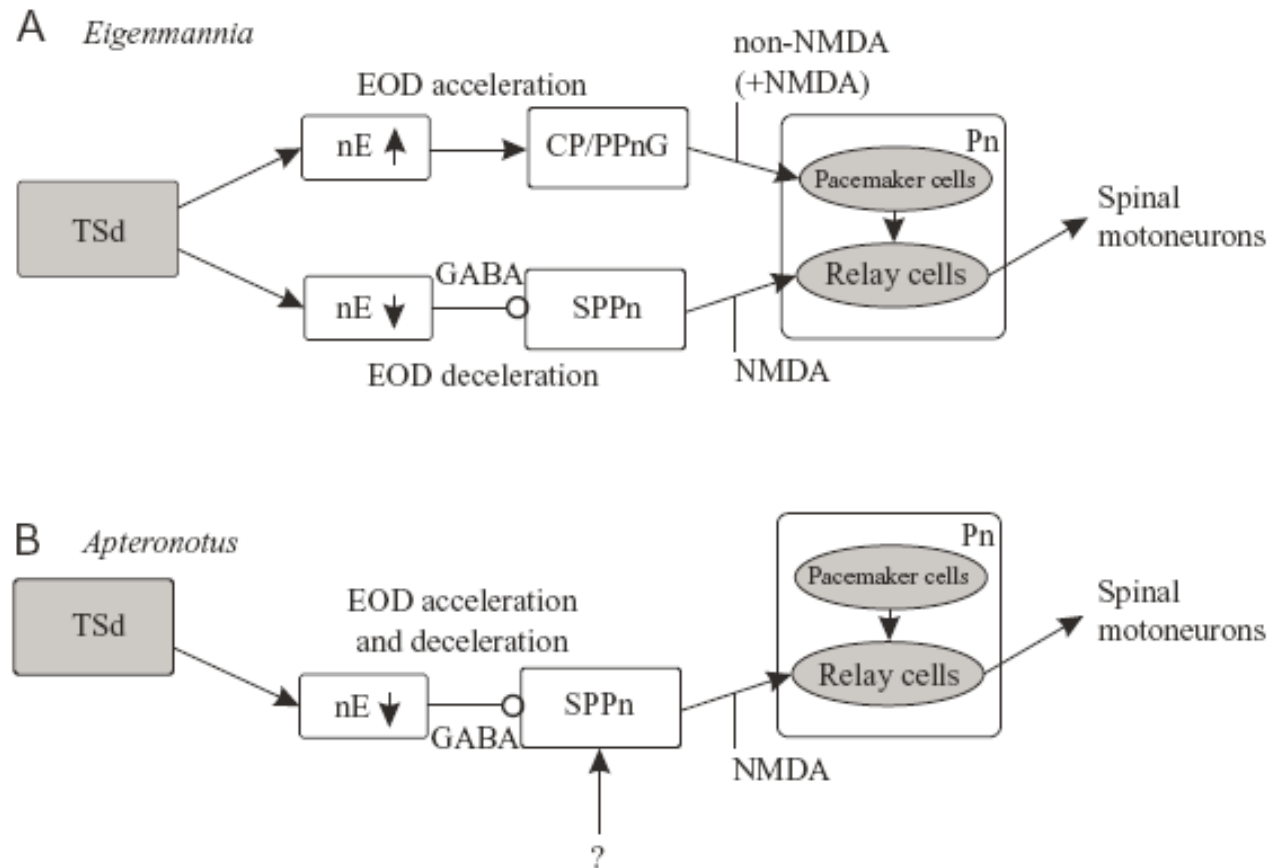 A Eigenmannia
non-NMDA
(+NMDA)
EOD acceleration
nE
CP/PPnG
Pn
Pacemaker cells
TSd
Spinal
motoneurons
Relay cells
GABA
nE
SPPn
EOD deceleration
NMDA
B Apteronotus
Pn
Pacemaker cells
TSd
EOD acceleration
and deceleration
Spinal
motoneurons
Relay cells
nE
SPPn
GABA
NMDA
?